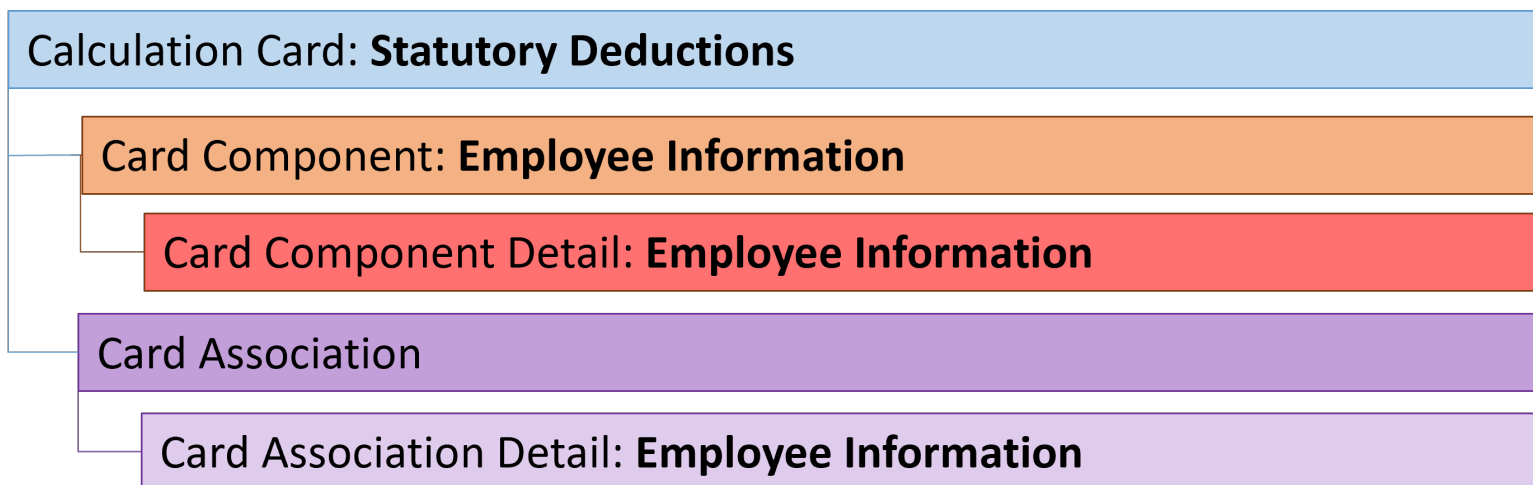 Calculation Card: Statutory Deductions
Card Component: Employee Information
Card Component Detail: Employee Information
Card Association
Card Association Detail: Employee Information